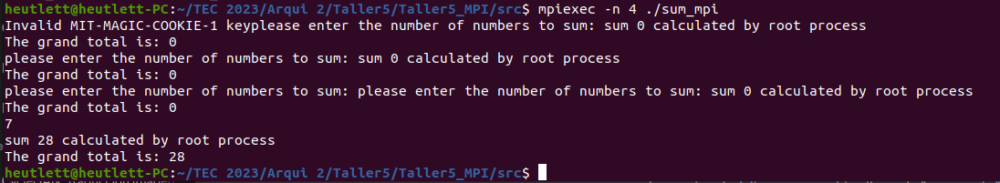 heutlett@heutlett-PC:~/TEC 2023/Arqui 2/Taller5/Taller5_MPI/src$ mpiexec -n 4 ./sum_mpi
Invalid MIT-MAGIC-COOKIE-1 keyplease enter the number of numbers to sum: sum 0 calculated by root process
The grand total is: 0
please enter the number of numbers to sum: sum 0 calculated by root process
The grand total is: 0
please enter the number of numbers to sum: please enter the number of numbers to sum: sum 0 calculated by root process
The grand total is: 0
7
sum 28 calculated by root process
The grand total is: 28
heutlett@heutlett-PC:~/TEC 2023/Arqui 2/Taller5/Taller5_MPI/src$